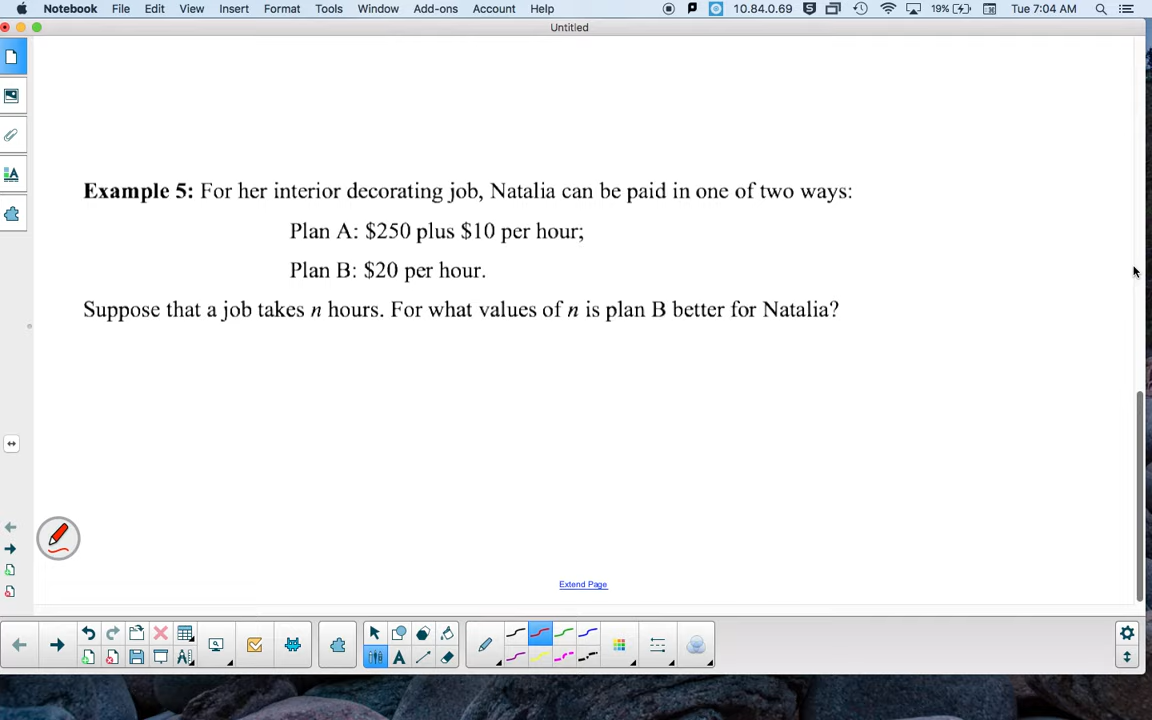 Notebook File Edit View Insert Format Tools Window Add-ons Account Help 10.84.0.69 19% Tue 7:04 AM
Untitled
Example 5: For her interior decorating job, Natalia can be paid in one of two ways:
Plan A: $250 plus $10 per hour;
Plan B: $20 per hour.
Suppose that a job takes n hours. For what values of n is plan B better for Natalia?
Extend Page